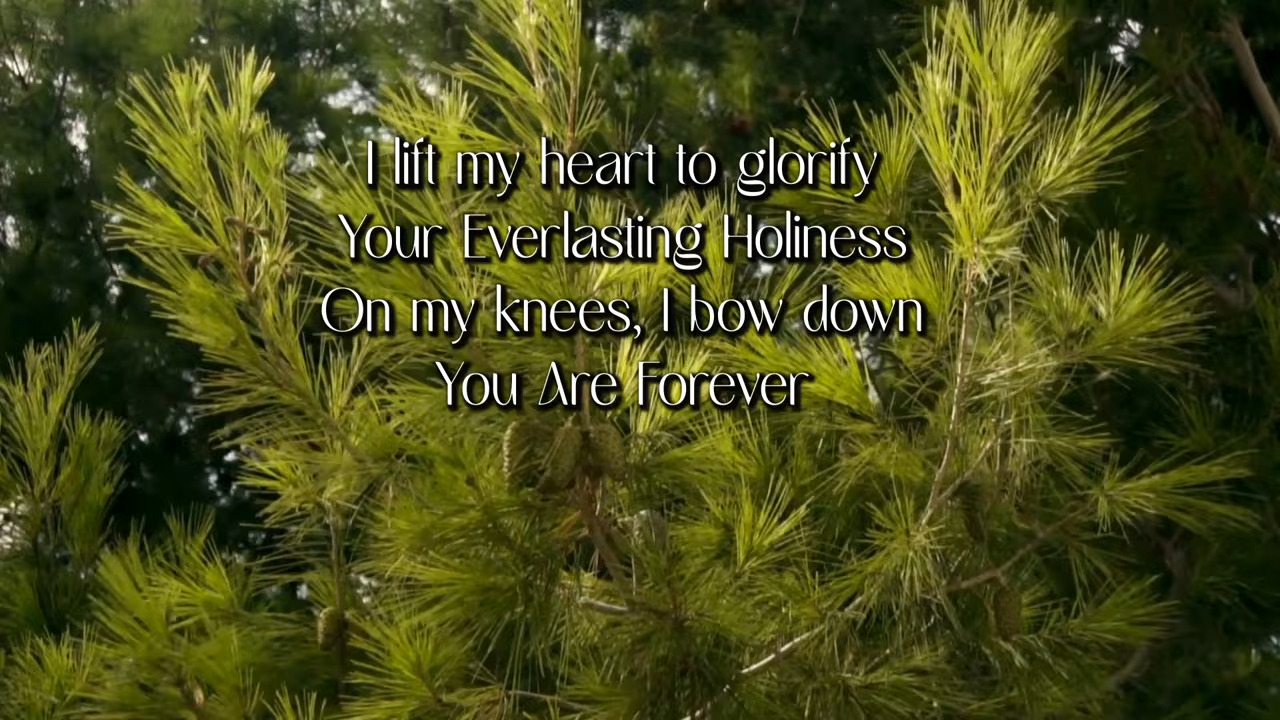 I lift my heart to glorify
Your Everlasting Holiness
On my knees, I bow down
You Are Forever